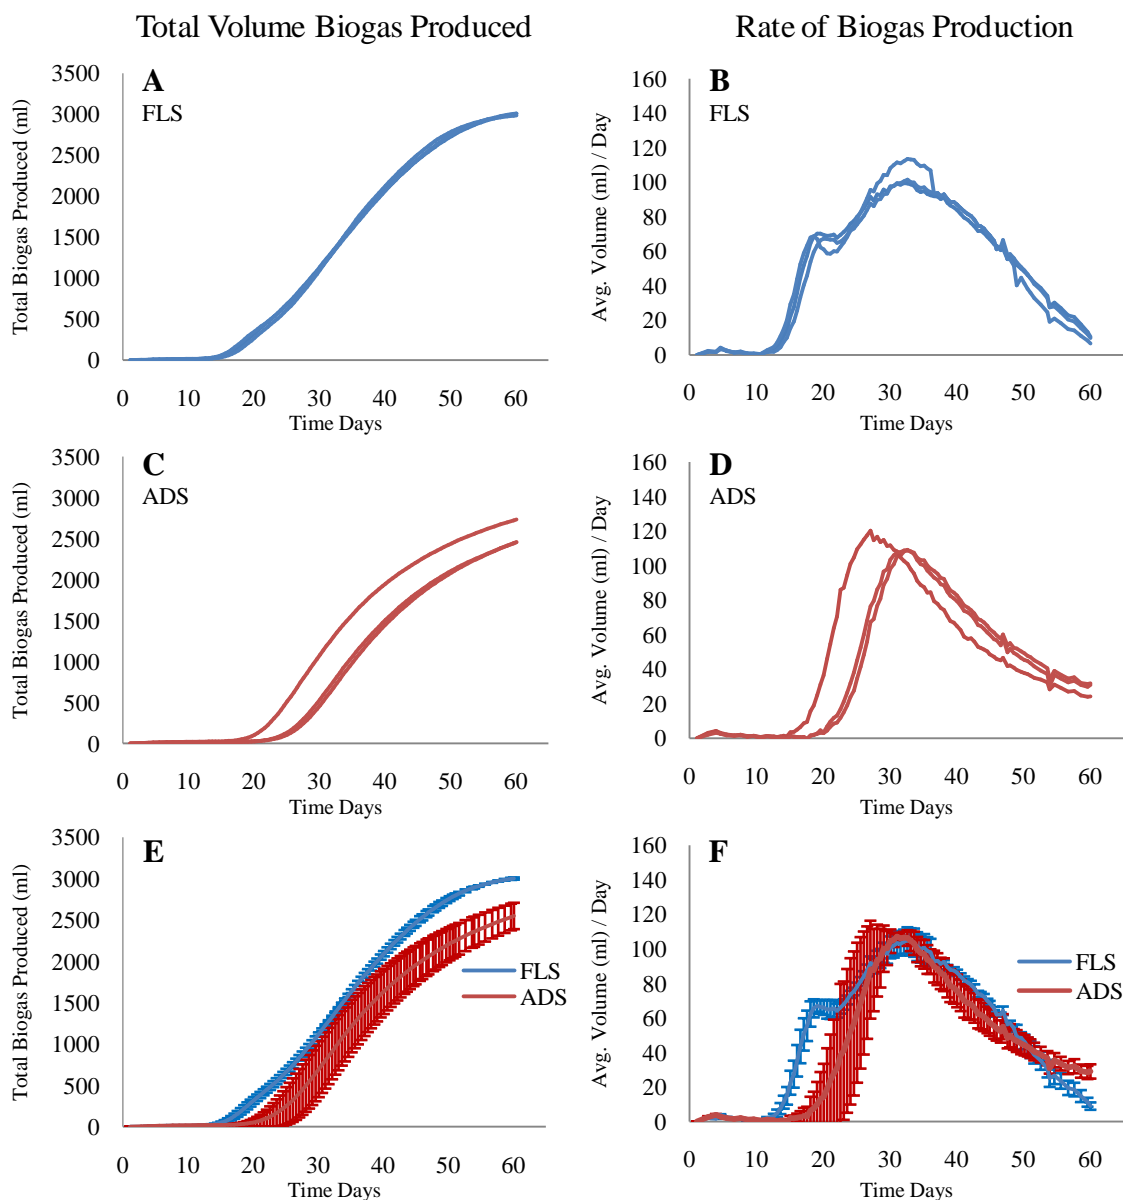 Total Volume Biogas Produced
Rate of Biogas Production
A
FLS
Total Biogas Produced (ml)
3500
3000
2500
2000
1500
1000
500
0
0 10 20 30 40 50 60
Time Days
B
FLS
Avg. Volume (ml) / Day
160
140
120
100
80
60
40
20
0
0 10 20 30 40 50 60
Time Days
C
ADS
Total Biogas Produced (ml)
3500
3000
2500
2000
1500
1000
500
0
0 10 20 30 40 50 60
Time Days
D
ADS
Avg. Volume (ml) / Day
160
140
120
100
80
60
40
20
0
0 10 20 30 40 50 60
Time Days
E
Total Biogas Produced (ml)
3500
3000
2500
2000
1500
1000
500
0
0 10 20 30 40 50 60
Time Days
FLS
ADS
F
Avg. Volume (ml) / Day
160
140
120
100
80
60
40
20
0
0 10 20 30 40 50 60
Time Days
FLS
ADS